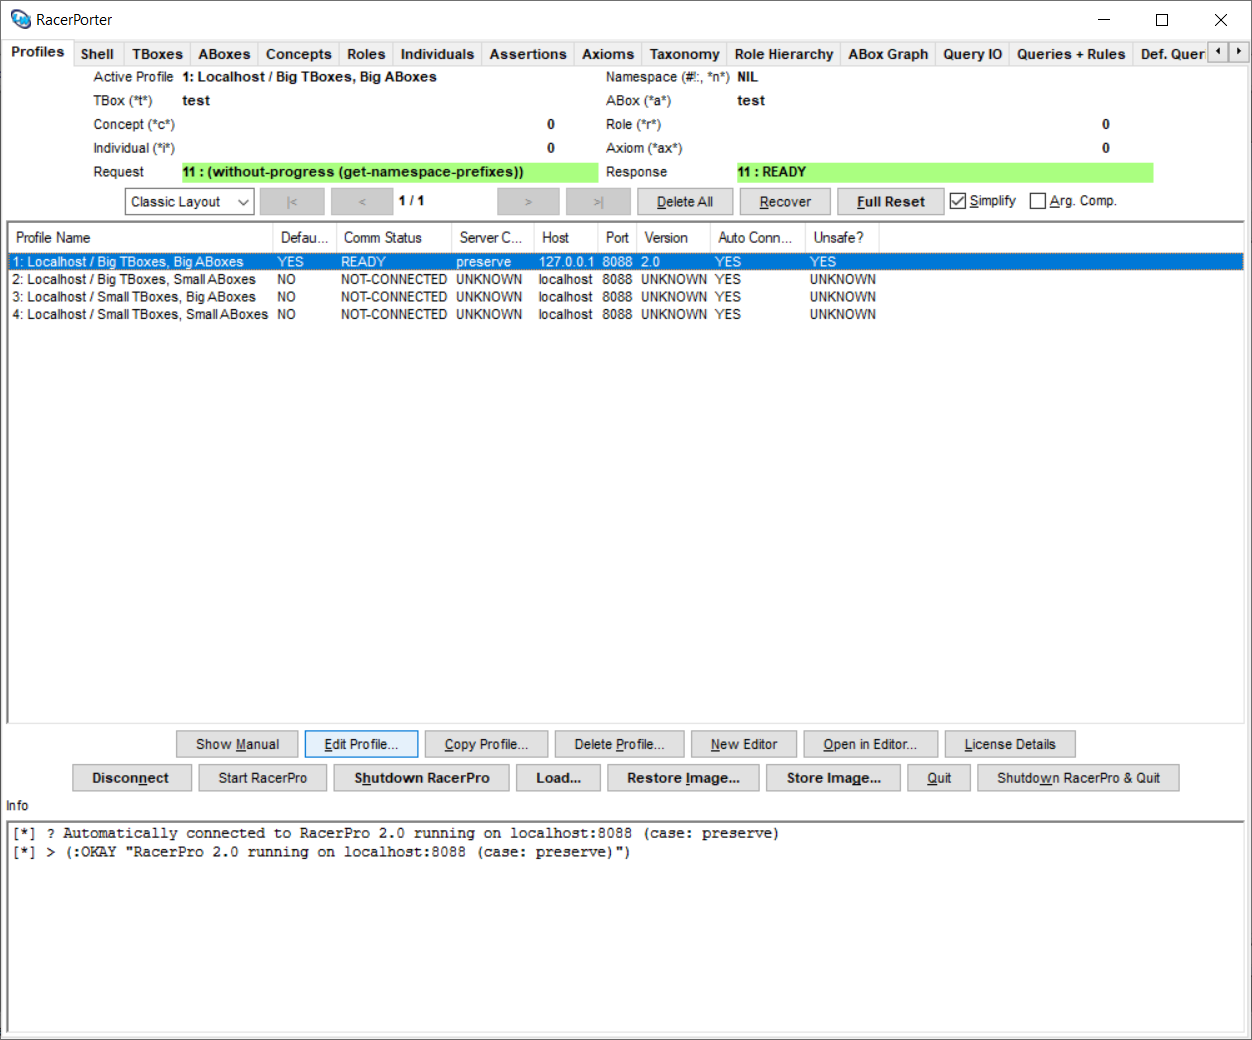 RacerPorter
Profiles Shell TBoxes ABoxes Concepts Roles Individuals Assertions Axioms Taxonomy Role Hierarchy ABox Graph Query IO Queries + Rules Def. Quer
Active Profile 1: Localhost / Big TBoxes, Big ABoxes Namespace (#!:, *n*) NIL
TBox (*t*) test ABox (*a*) test
Concept (*c*) 0 Role (*r*) 0
Individual (*i*) 0 Axiom (*ax*) 0
Request 11 : (without-progress (get-namespace-prefixes)) Response 11 : READY
Classic Layout |< < 1 / 1 > >| Delete All Recover Full Reset Simplify Arg. Comp.
Profile Name Defau... Comm Status Server C... Host Port Version Auto Conn... Unsafe?
1: Localhost / Big TBoxes, Big ABoxes YES READY preserve 127.0.0.1 8088 2.0 YES YES
2: Localhost / Big TBoxes, Small ABoxes NO NOT-CONNECTED UNKNOWN localhost 8088 UNKNOWN YES UNKNOWN
3: Localhost / Small TBoxes, Big ABoxes NO NOT-CONNECTED UNKNOWN localhost 8088 UNKNOWN YES UNKNOWN
4: Localhost / Small TBoxes, Small ABoxes NO NOT-CONNECTED UNKNOWN localhost 8088 UNKNOWN YES UNKNOWN
Show Manual Edit Profile... Copy Profile... Delete Profile... New Editor Open in Editor... License Details
Disconnect Start RacerPro Shutdown RacerPro Load... Restore Image... Store Image... Quit Shutdown RacerPro & Quit
Info
[*] ? Automatically connected to RacerPro 2.0 running on localhost:8088 (case: preserve)
[*] > (:OKAY "RacerPro 2.0 running on localhost:8088 (case: preserve)")